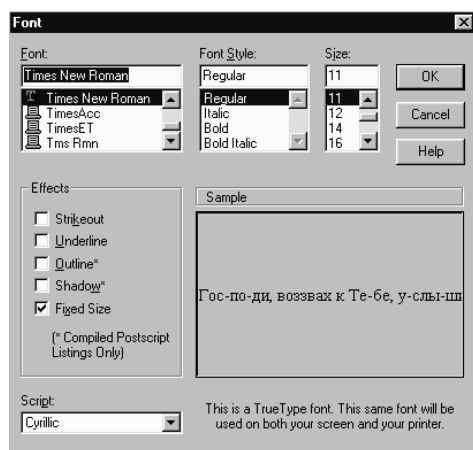 Font
Font: Font Style: Size:
Times New Roman Regular 11 OK
Times New Roman Regular 11
TimesAcc Italic 12 Cancel
TimesET Bold 14
Tms Rmn Bold Italic 16 Help
Effects
Strikeout
Underline
Outline*
Shadow*
Fixed Size
(* Compiled Postscript
Listings Only)
Sample
Гос-по-ди, воззвах к Те-бе, у-слы-ши
Script:
Cyrillic
This is a TrueType font. This same font will be
used on both your screen and your printer.